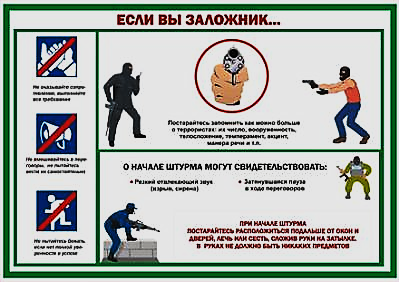 ЕСЛИ ВЫ ЗАЛОЖНИК...
Не оказывайте сопро-
тивление, выполняйте
все требования
Не вмешивайтесь в пере-
говоры, не пытайтесь
вести их самостоятельно
Не пытайтесь бежать,
если нет полной уве-
ренности в успехе
Постарайтесь запомнить как можно больше
о террористах: их число, вооруженность,
телосложение, темперамент, акцент,
манера речи и т.п.
О НАЧАЛЕ ШТУРМА МОГУТ СВИДЕТЕЛЬСТВОВАТЬ:
• Резкий отвлекающий звук
(взрыв, сирена)
• Затянувшаяся пауза
в ходе переговоров
ПРИ НАЧАЛЕ ШТУРМА
ПОСТАРАЙТЕСЬ РАСПОЛОЖИТЬСЯ ПОДАЛЬШЕ ОТ ОКОН И
ДВЕРЕЙ, ЛЕЧЬ ИЛИ СЕСТЬ, СЛОЖИВ РУКИ НА ЗАТЫЛКЕ.
В РУКАХ НЕ ДОЛЖНО БЫТЬ НИКАКИХ ПРЕДМЕТОВ